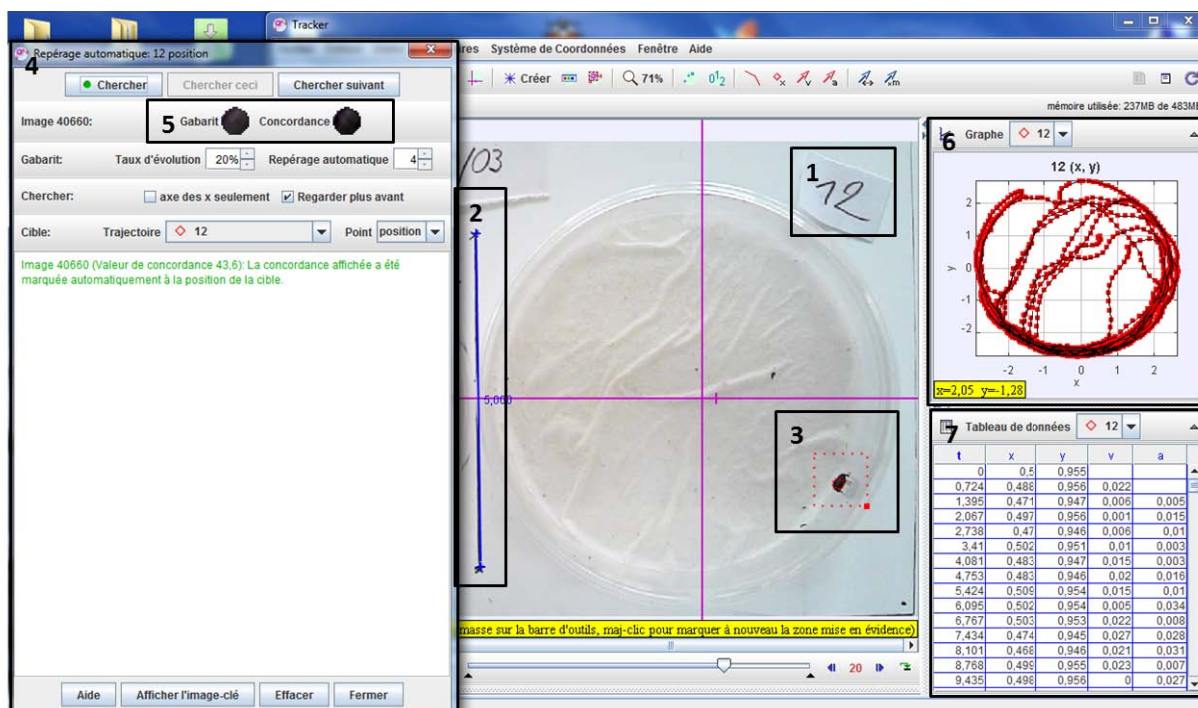 Tracker
Repérage automatique: 12 position
4
Système de Coordonnées Fenêtre Aide
Chercher Chercher ceci Chercher suivant
Créer 71%
mémoire utilisée: 237MB de 483MB
Image 40660: 5 Gabarit Concordance
Gabarit: Taux d'évolution 20% Repérage automatique 4
Chercher: axe des x seulement Regarder plus avant
Cible: Trajectoire 12 Point position
Image 40660 (Valeur de concordance 43,6): La concordance affichée a été
marquée automatiquement à la position de la cible.
Aide Afficher l'image-clé Effacer Fermer
/03
1
12
2
5,000
3
masse sur la barre d'outils, maj-clic pour marquer à nouveau la zone mise en évidence)
20
6
Graphe 12
12 (x, y)
y
2
1
0
-1
-2
-2 -1 0 1 2
x
x=2,05 y=-1,28
7
Tableau de données 12
t x y v a
0 0,5 0,955
0,724 0,488 0,956 0,022
1,395 0,471 0,947 0,006 0,005
2,067 0,497 0,956 0,001 0,015
2,738 0,47 0,946 0,006 0,01
3,41 0,502 0,951 0,01 0,003
4,081 0,483 0,947 0,015 0,003
4,753 0,483 0,946 0,02 0,016
5,424 0,509 0,954 0,015 0,01
6,095 0,502 0,954 0,005 0,034
6,767 0,503 0,953 0,022 0,008
7,434 0,474 0,945 0,027 0,028
8,101 0,468 0,946 0,021 0,031
8,768 0,499 0,955 0,023 0,007
9,435 0,498 0,956 0 0,027